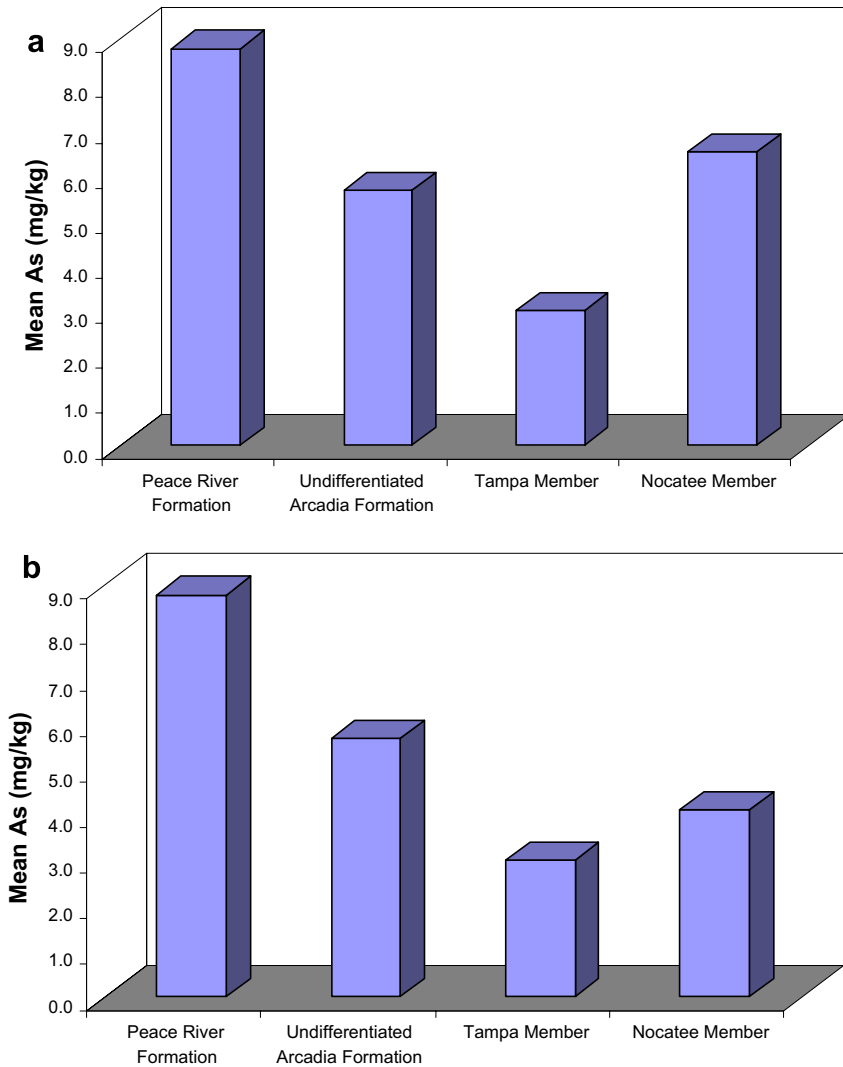 a
Mean As (mg/kg)
9.0
8.0
7.0
6.0
5.0
4.0
3.0
2.0
1.0
0.0
Peace River
Formation
Undifferentiated
Arcadia Formation
Tampa Member
Nocatee Member
b
Mean As (mg/kg)
9.0
8.0
7.0
6.0
5.0
4.0
3.0
2.0
1.0
0.0
Peace River
Formation
Undifferentiated
Arcadia Formation
Tampa Member
Nocatee Member